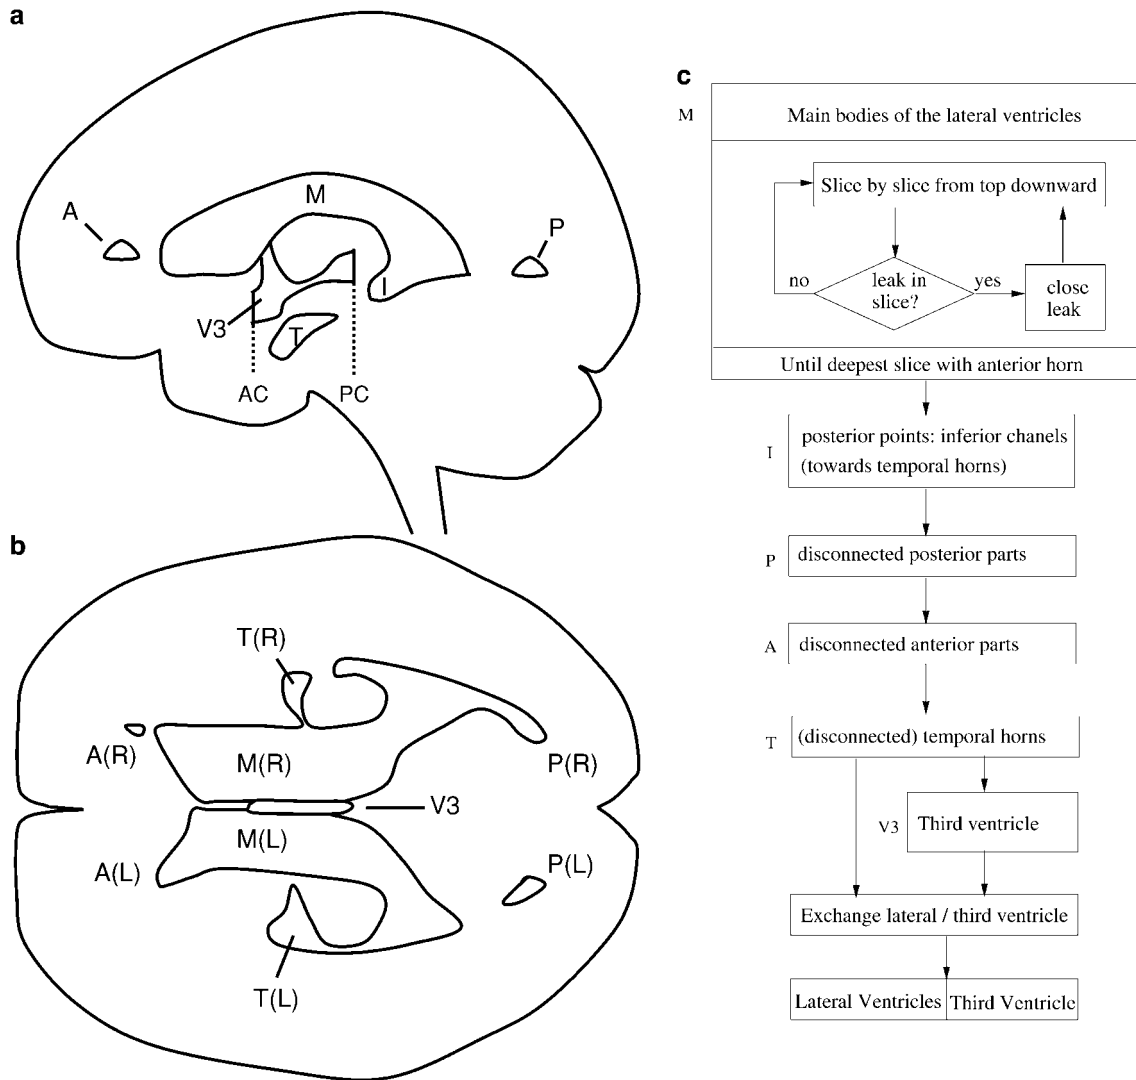 a
A
M
P
I
V3
T
AC
PC
b
T(R)
A(R)
M(R)
P(R)
V3
M(L)
A(L)
P(L)
T(L)
c
M
Main bodies of the lateral ventricles
Slice by slice from top downward
no
leak in
slice?
yes
close
leak
Until deepest slice with anterior horn
I
posterior points: inferior chanels
(towards temporal horns)
P
disconnected posterior parts
A
disconnected anterior parts
T
(disconnected) temporal horns
V3
Third ventricle
Exchange lateral / third ventricle
Lateral Ventricles
Third Ventricle